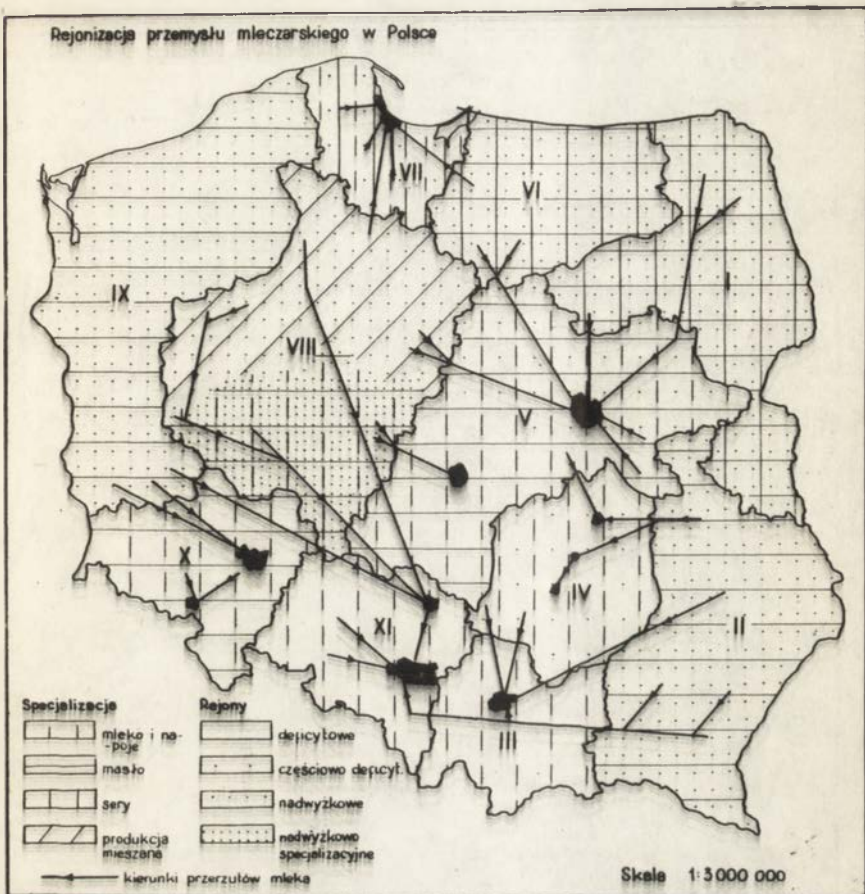 Rejonizacja przemysłu mleczarskiego w Polsce
VII
VI
I
IX
VIII
V
X
IV
XI
II
III
Specjalizacja
mleko i na-
-poje
masło
sery
produkcja
mieszana
Rejony
deficytowe
częściowo deficyt.
nadwyżkowe
nadwyżkowo
specjalizacyjne
kierunki przerzutów mleka
Skala 1:3 000 000